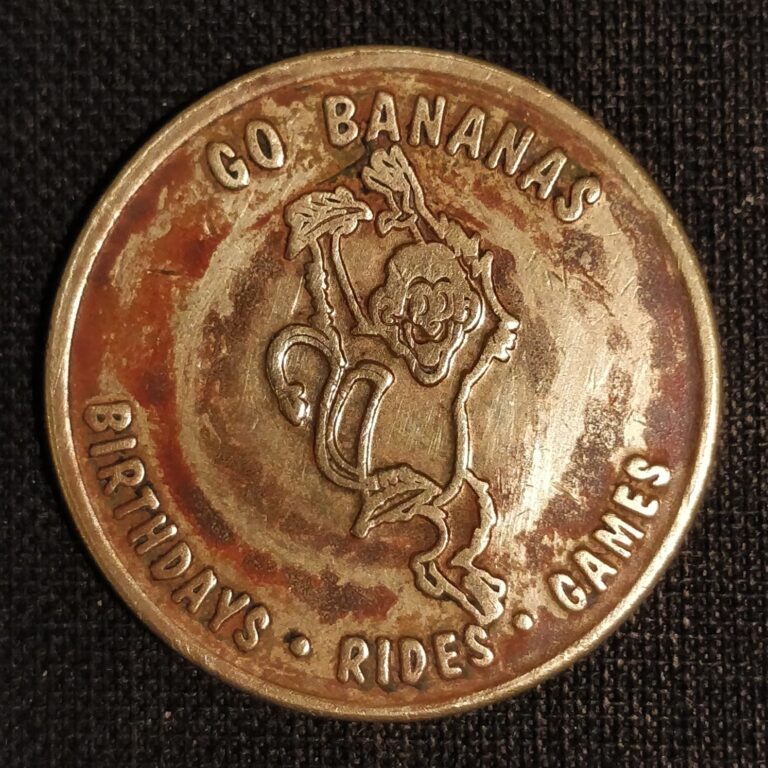 GO BANANAS
BIRTHDAYS • RIDES • GAMES